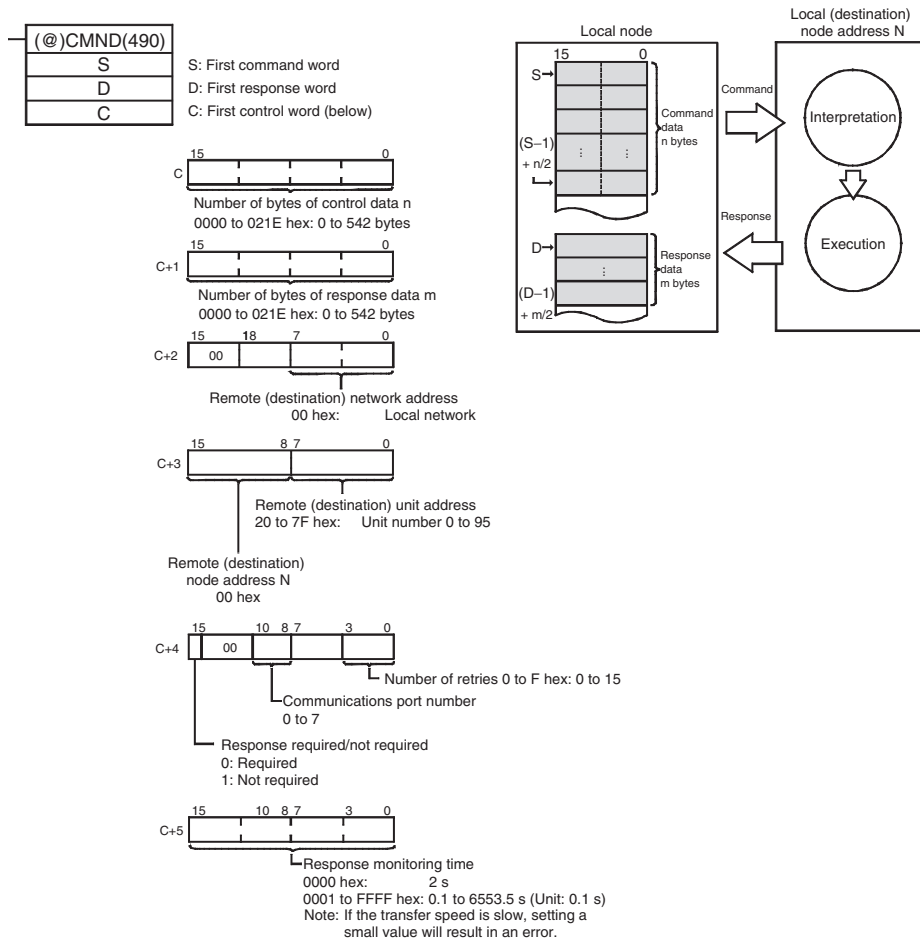 (@)CMND(490)
S
D
C
S: First command word
D: First response word
C: First control word (below)
15 0
C
Number of bytes of control data n
0000 to 021E hex: 0 to 542 bytes
15 0
C+1
Number of bytes of response data m
0000 to 021E hex: 0 to 542 bytes
15 18 7 0
C+2 00
Remote (destination) network address
00 hex: Local network
15 8 7 0
C+3
Remote (destination) unit address
20 to 7F hex: Unit number 0 to 95
Remote (destination)
node address N
00 hex
15 10 8 7 3 0
C+4 00
Number of retries 0 to F hex: 0 to 15
Communications port number
0 to 7
Response required/not required
0: Required
1: Not required
15 10 8 7 3 0
C+5
Response monitoring time
0000 hex: 2 s
0001 to FFFF hex: 0.1 to 6553.5 s (Unit: 0.1 s)
Note: If the transfer speed is slow, setting a
small value will result in an error.
Local node
15 0
S
(S−1)
+ n/2
Command
data
n bytes
D
(D−1)
+ m/2
Response
data
m bytes
Command
Response
Local (destination)
node address N
Interpretation
Execution